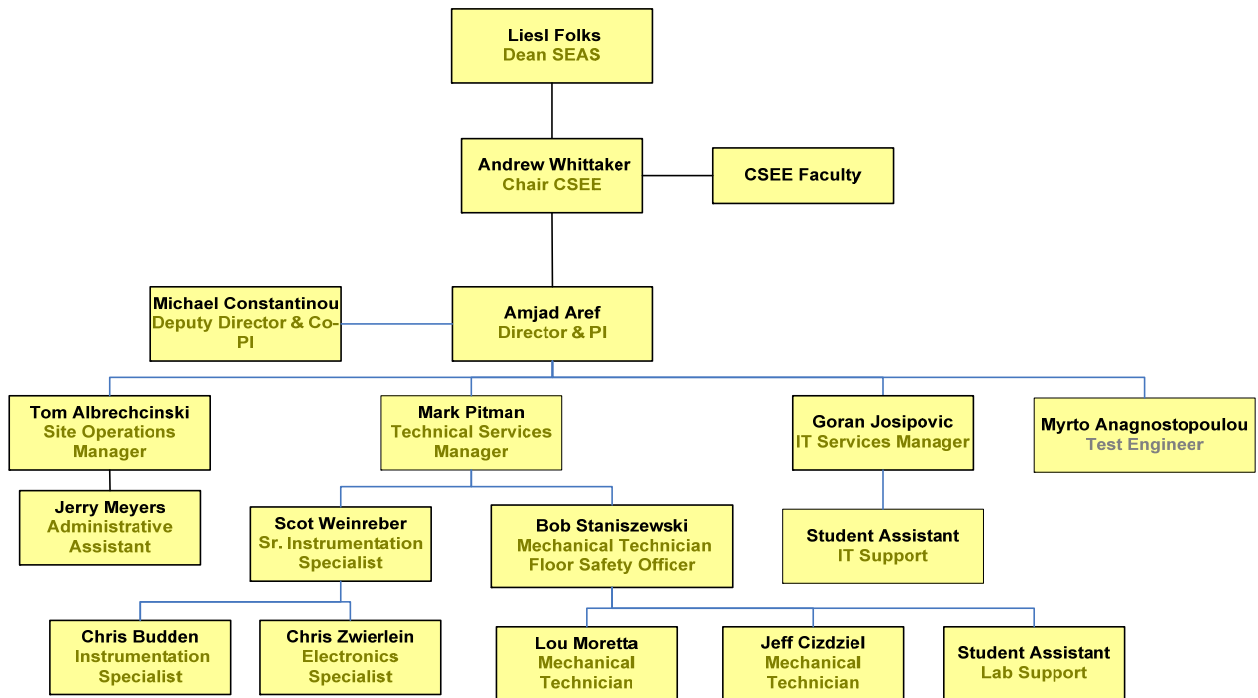 Liesl Folks
Dean SEAS
Andrew Whittaker
Chair CSEE
CSEE Faculty
Michael Constantinou
Deputy Director & Co-
PI
Amjad Aref
Director & PI
Tom Albrechcinski
Site Operations
Manager
Mark Pitman
Technical Services
Manager
Goran Josipovic
IT Services Manager
Myrto Anagnostopoulou
Test Engineer
Jerry Meyers
Administrative
Assistant
Scot Weinreber
Sr. Instrumentation
Specialist
Bob Staniszewski
Mechanical Technician
Floor Safety Officer
Student Assistant
IT Support
Chris Budden
Instrumentation
Specialist
Chris Zwierlein
Electronics
Specialist
Lou Moretta
Mechanical
Technician
Jeff Cizdziel
Mechanical
Technician
Student Assistant
Lab Support